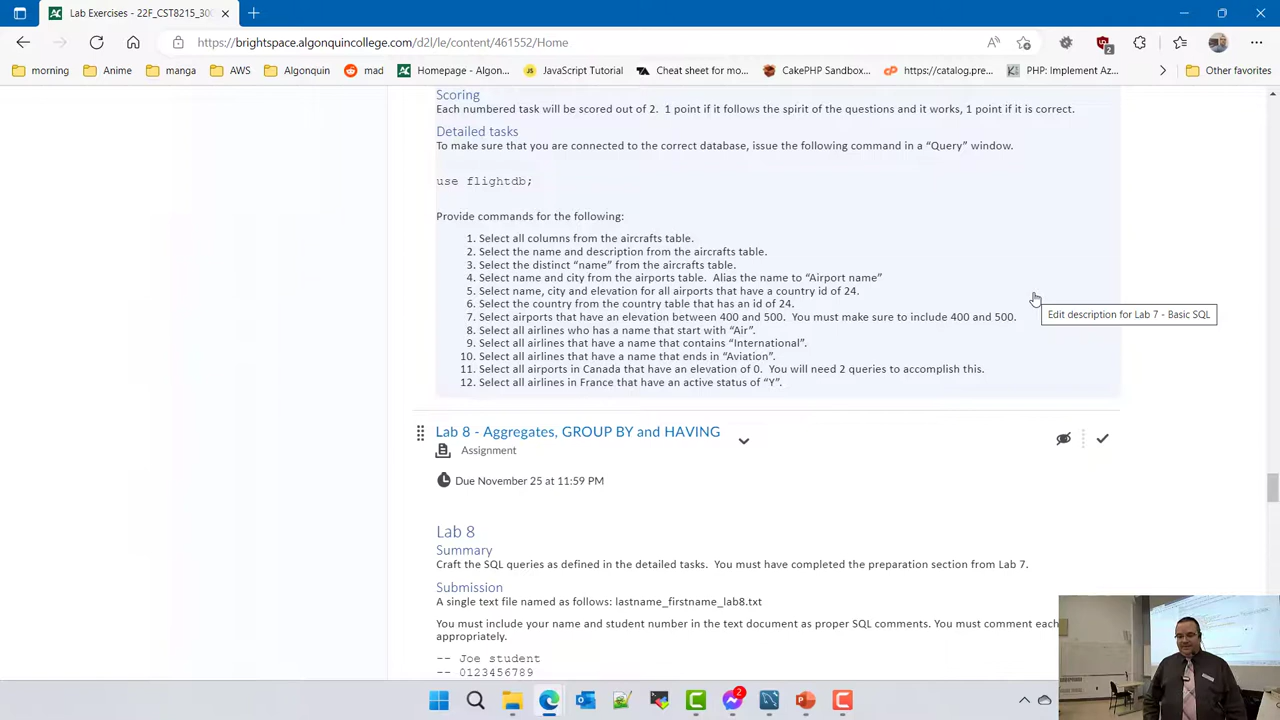 Lab Exercises - 22F_CST8215_300
https://brightspace.algonquincollege.com/d2l/le/content/461552/Home
morning
Anime
manga
AWS
Algonquin
mad
Homepage - Algon...
JavaScript Tutorial
Cheat sheet for mo...
CakePHP Sandbox...
https://catalog.pre...
PHP: Implement Az...
Other favorites
Scoring
Each numbered task will be scored out of 2. 1 point if it follows the spirit of the questions and it works, 1 point if it is correct.
Detailed tasks
To make sure that you are connected to the correct database, issue the following command in a “Query” window.
use flightdb;
Provide commands for the following:
1. Select all columns from the aircrafts table.
2. Select the name and description from the aircrafts table.
3. Select the distinct “name” from the aircrafts table.
4. Select name and city from the airports table. Alias the name to “Airport name”
5. Select name, city and elevation for all airports that have a country id of 24.
6. Select the country from the country table that has an id of 24.
7. Select airports that have an elevation between 400 and 500. You must make sure to include 400 and 500.
8. Select all airlines who has a name that start with “Air”.
9. Select all airlines that have a name that contains “International”.
10. Select all airlines that have a name that ends in “Aviation”.
11. Select all airports in Canada that have an elevation of 0. You will need 2 queries to accomplish this.
12. Select all airlines in France that have an active status of “Y”.
Edit description for Lab 7 - Basic SQL
Lab 8 - Aggregates, GROUP BY and HAVING
Assignment
Due November 25 at 11:59 PM
Lab 8
Summary
Craft the SQL queries as defined in the detailed tasks. You must have completed the preparation section from Lab 7.
Submission
A single text file named as follows: lastname_firstname_lab8.txt
You must include your name and student number in the text document as proper SQL comments. You must comment each
appropriately.
-- Joe student
-- 0123456789
2
2